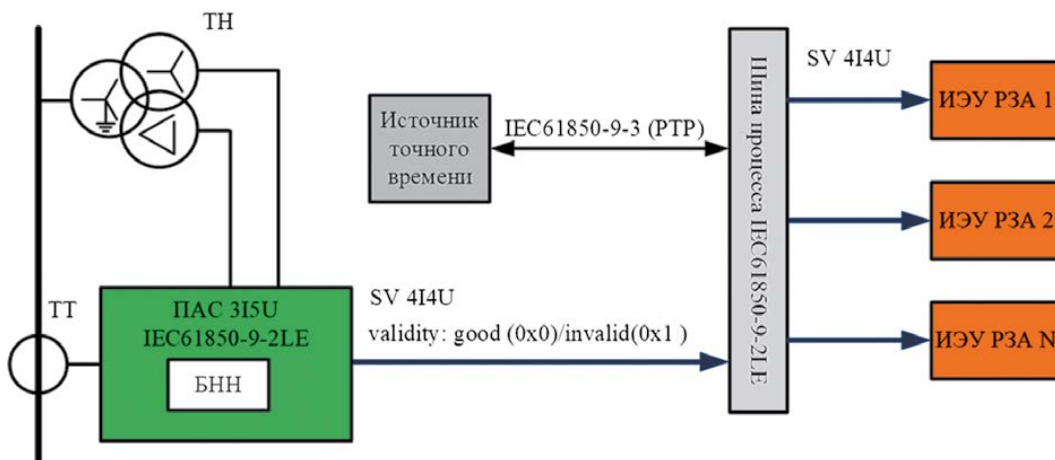 ТН
SV 4I4U
Источник
точного
времени
IEC61850-9-3 (PTP)
Шина процесса IEC61850-9-2LE
ИЭУ РЗА 1
ИЭУ РЗА 2
ИЭУ РЗА N
ТТ
ПАС 3I5U
IEC61850-9-2LE
БНН
SV 4I4U
validity: good (0x0)/invalid(0x1 )